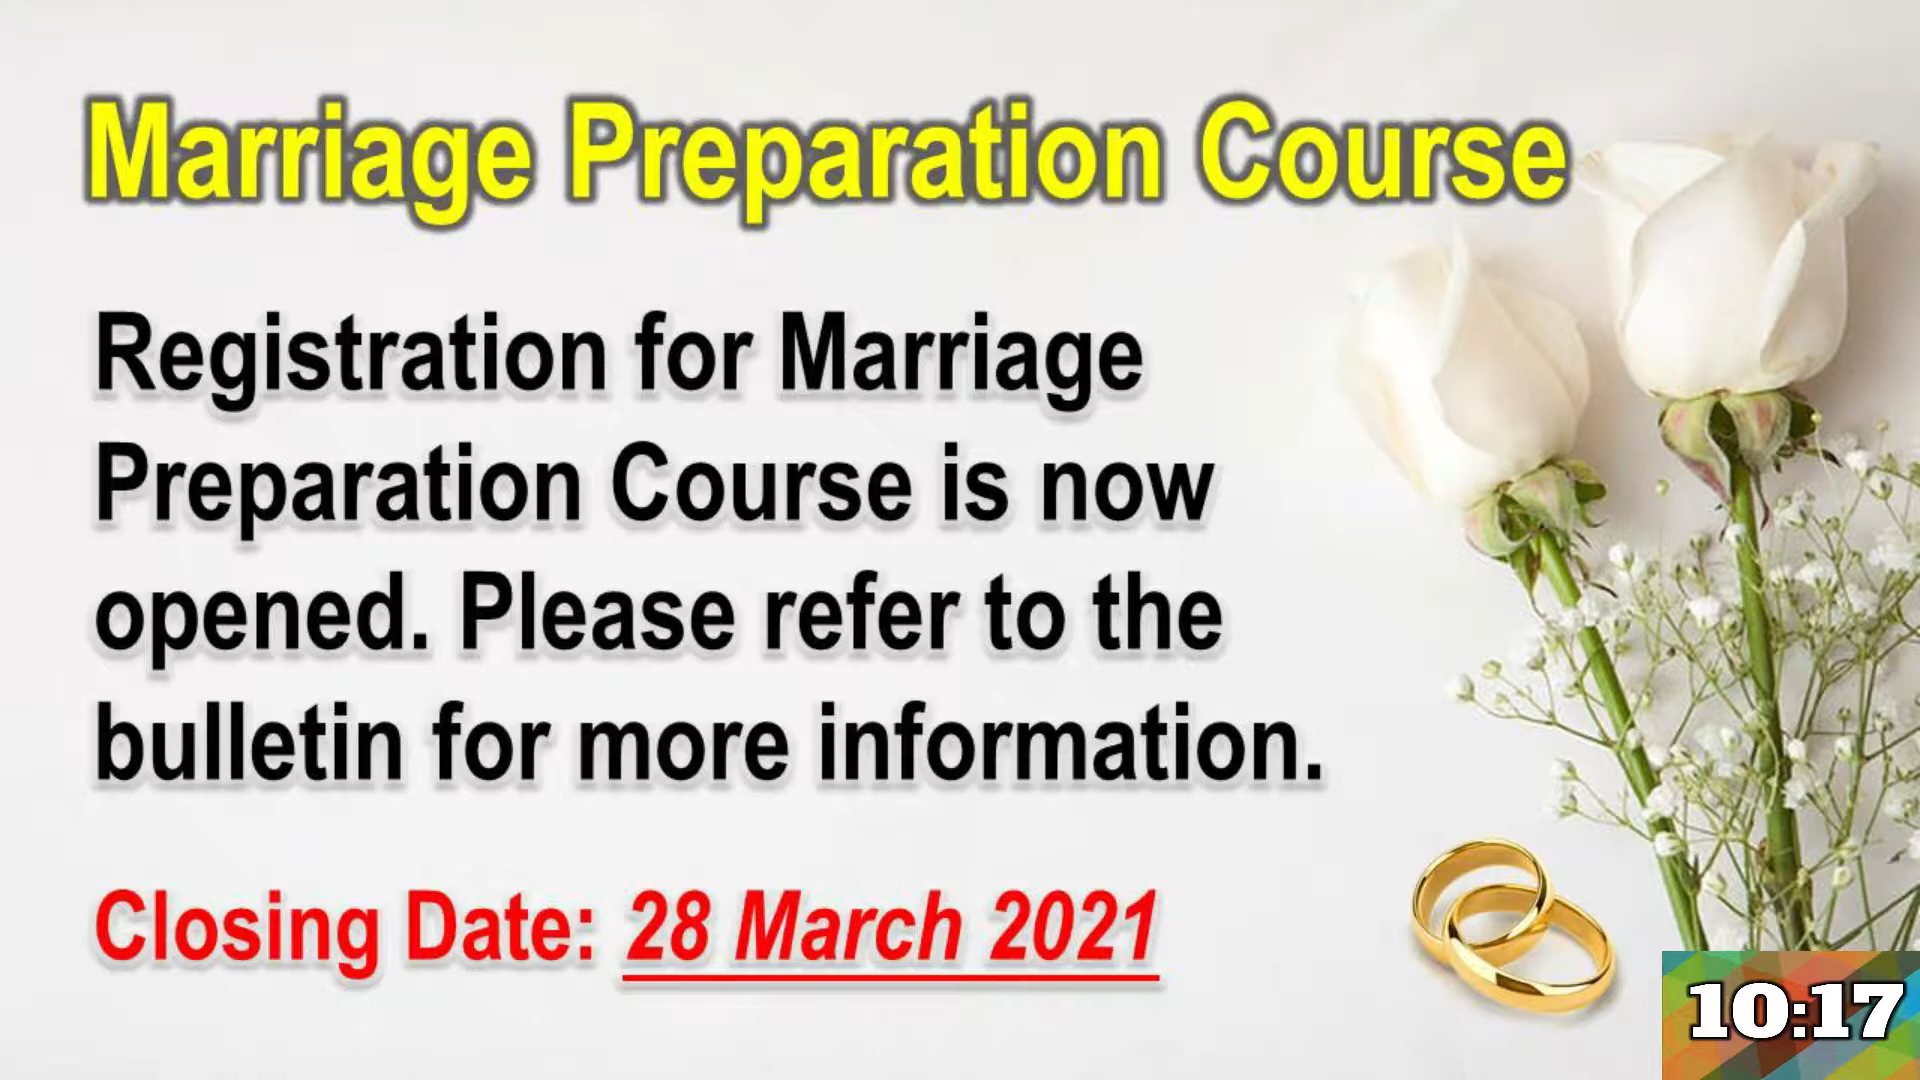 Marriage Preparation Course
Registration for Marriage
Preparation Course is now
opened. Please refer to the
bulletin for more information.
Closing Date: 28 March 2021
10:17